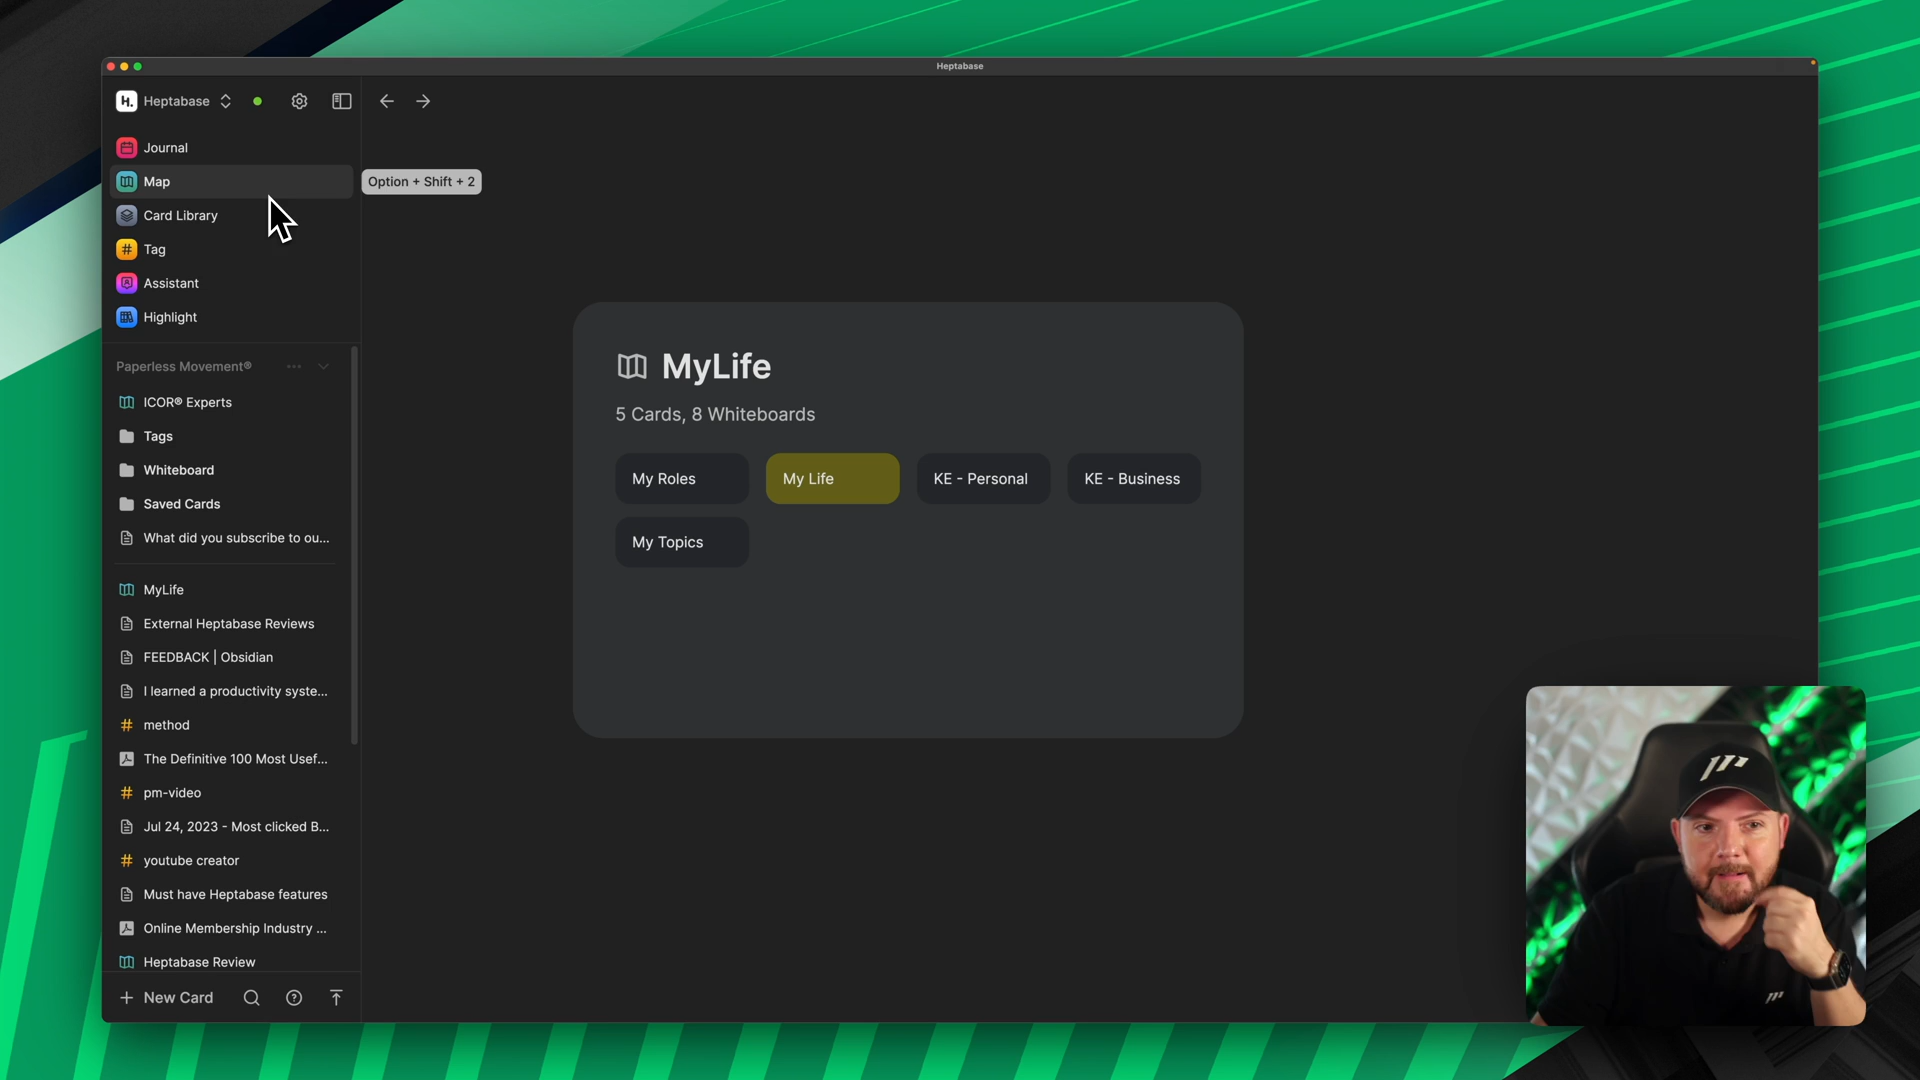 Heptabase
Heptabase
Journal
Map
Option + Shift + 2
Card Library
Tag
Assistant
Highlight
Paperless Movement®
ICOR® Experts
Tags
Whiteboard
Saved Cards
What did you subscribe to ou...
MyLife
External Heptabase Reviews
FEEDBACK | Obsidian
I learned a productivity syste...
# method
The Definitive 100 Most Usef...
# pm-video
Jul 24, 2023 - Most clicked B...
# youtube creator
Must have Heptabase features
Online Membership Industry ...
Heptabase Review
+ New Card
MyLife
5 Cards, 8 Whiteboards
My Roles
My Life
KE - Personal
KE - Business
My Topics